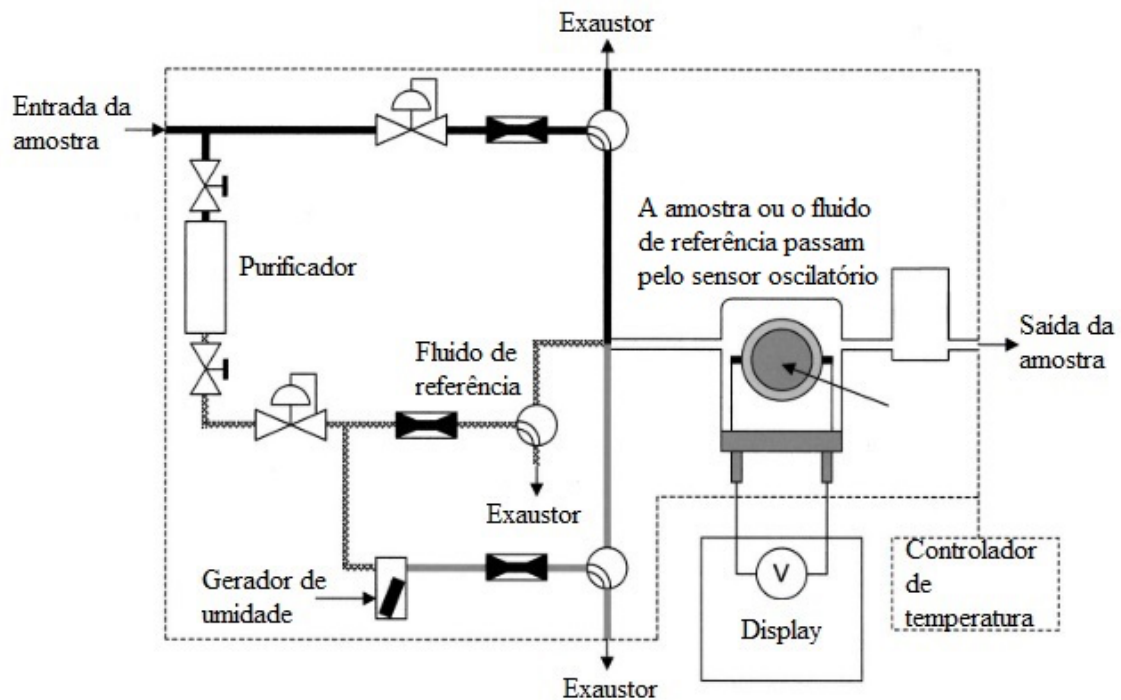 Exaustor
Entrada da
amostra
A amostra ou o fluido
de referência passam
pelo sensor oscilatório
Purificador
Saída da
amostra
Fluido de
referência
Exaustor
Gerador de
umidade
V
Display
Controlador
de
temperatura
Exaustor